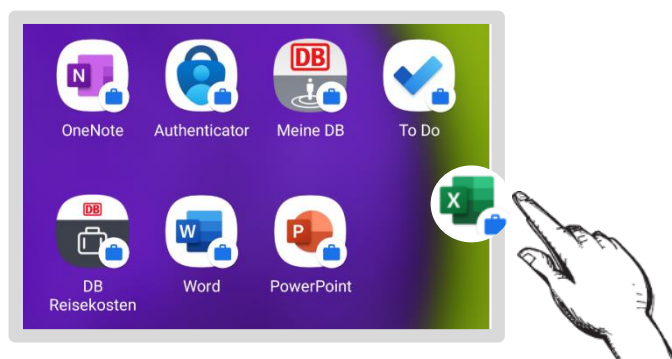 N
DB
OneNote
Authenticator
Meine DB
To Do
DB
W
P
X
DB
Reisekosten
Word
PowerPoint